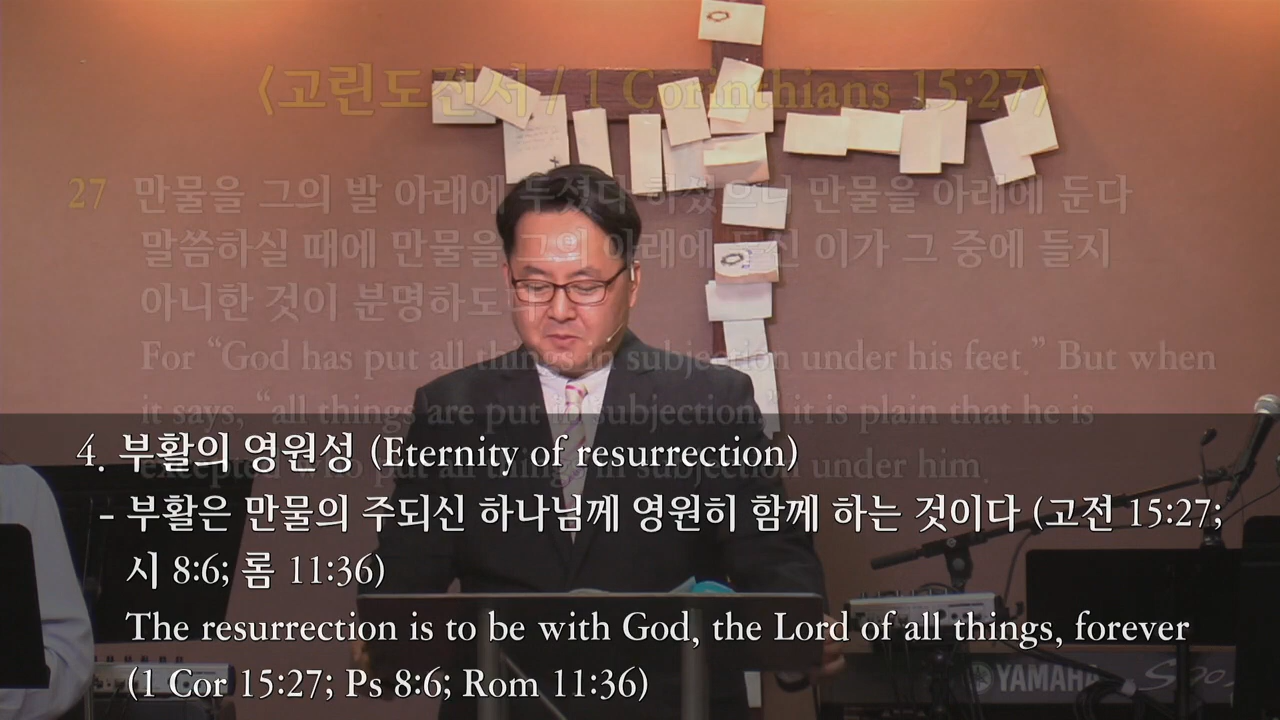 〈고린도전서 / 1 Corinthians 15:27〉
27 만물을 그의 발 아래에 두셨다 하셨으니 만물을 아래에 둔다
말씀하실 때에 만물을 그의 아래에 두신 이가 그 중에 들지
아니한 것이 분명하도다
For “God has put all things in subjection under his feet.” But when
it says, “all things are put in subjection,” it is plain that he is
excepted who put all things in subjection under him.
4. 부활의 영원성 (Eternity of resurrection)
- 부활은 만물의 주되신 하나님께 영원히 함께 하는 것이다 (고전 15:27;
시 8:6; 롬 11:36)
The resurrection is to be with God, the Lord of all things, forever
(1 Cor 15:27; Ps 8:6; Rom 11:36)
YAMAHA